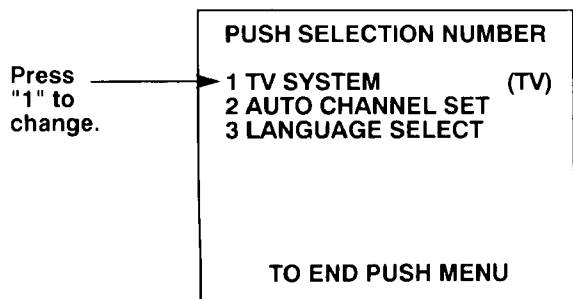 PUSH SELECTION NUMBER
Press
"1" to
change.
1 TV SYSTEM (TV)
2 AUTO CHANNEL SET
3 LANGUAGE SELECT
TO END PUSH MENU